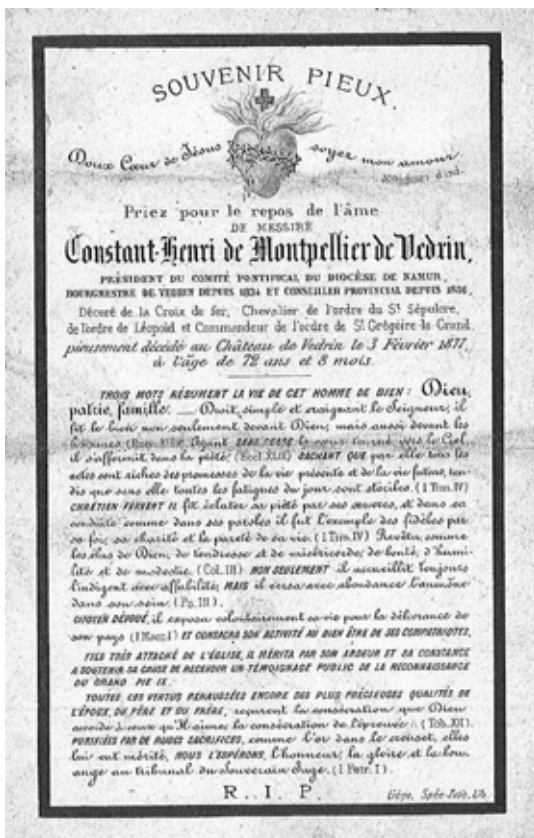 SOUVENIR PIEUX.
Doux Cœur de Jésus soyez mon amour
Priez pour le repos de l'âme
DE MESSIRE
Constant-Henri de Montpellier de Vedrin,
PRÉSIDENT DU COMITÉ PONTIFICAL DU DIOCÈSE DE NAMUR,
BOURGMESTRE DE VEDRIN DEPUIS 1834 ET CONSEILLER PROVINCIAL DEPUIS 1836,
Décoré de la Croix de fer, Chevalier de l'ordre du St Sépulcre,
de l'ordre de Léopold et Commandeur de l'ordre de St Grégoire le Grand,
pieusement décédé au Château de Vedrin le 3 Février 1877,
à l'âge de 72 ans et 8 mois.
TROIS MOTS RÉSUMENT LA VIE DE CET HOMME DE BIEN: Dieu,
patrie, famille. — Droit, simple et craignant le Seigneur, il
fit le bien non seulement devant Dieu, mais aussi devant les
hommes. Ayant SANS CESSE le cœur tourné vers le Ciel,
il s'affermit dans la piété; (Eccl. XLIX) SACHANT QUE par elle tous les
actes sont riches des promesses de la vie présente et de la vie future, tan-
dis que sans elle toutes les fatigues du jour sont stériles. (I Tim. IV)
CHRÉTIEN FERVENT il fit éclater sa piété par ses œuvres, et dans sa
conduite comme dans ses paroles il fut l'exemple des fidèles par
sa foi, sa charité et la pureté de sa vie. (I Tim. IV) Revêtu, comme
les élus de Dieu, de tendresse et de miséricorde, de bonté, d'humi-
lité et de modestie, (Col. III) NON SEULEMENT il accueillit toujours
l'indigent avec affabilité, MAIS il versa avec abondance l'aumône
dans son sein. (Ps. III).
CITOYEN DÉVOUÉ, il exposa volontairement sa vie pour la délivrance de
son pays (I Macc. I) ET CONSACRA SON ACTIVITÉ AU BIEN ÊTRE DE SES COMPATRIOTES,
FILS TRÈS ATTACHÉ DE L'ÉGLISE, IL MÉRITA PAR SON ARDEUR ET SA CONSTANCE
A SOUTENIR SA CAUSE DE RECEVOIR UN TÉMOIGNAGE PUBLIC DE LA RECONNAISSANCE
DU GRAND PIE IX.
TOUTES CES VERTUS REHAUSSÉES ENCORE DES PLUS PRÉCIEUSES QUALITÉS DE
L'ÉPOUX, DU PÈRE ET DU FRÈRE, reçurent la consécration que Dieu
accorde à ceux qu'Il aime, la consécration de l'épreuve: (Tob. XII).
PURIFIÉES PAR DE RUDES SACRIFICES, comme l'or dans le creuset, elles
lui ont mérité, NOUS L'ESPÉRONS, l'honneur, la gloire et la lou-
ange au tribunal du Souverain Juge. (I Petr. I).
R. I. P.
Liége,